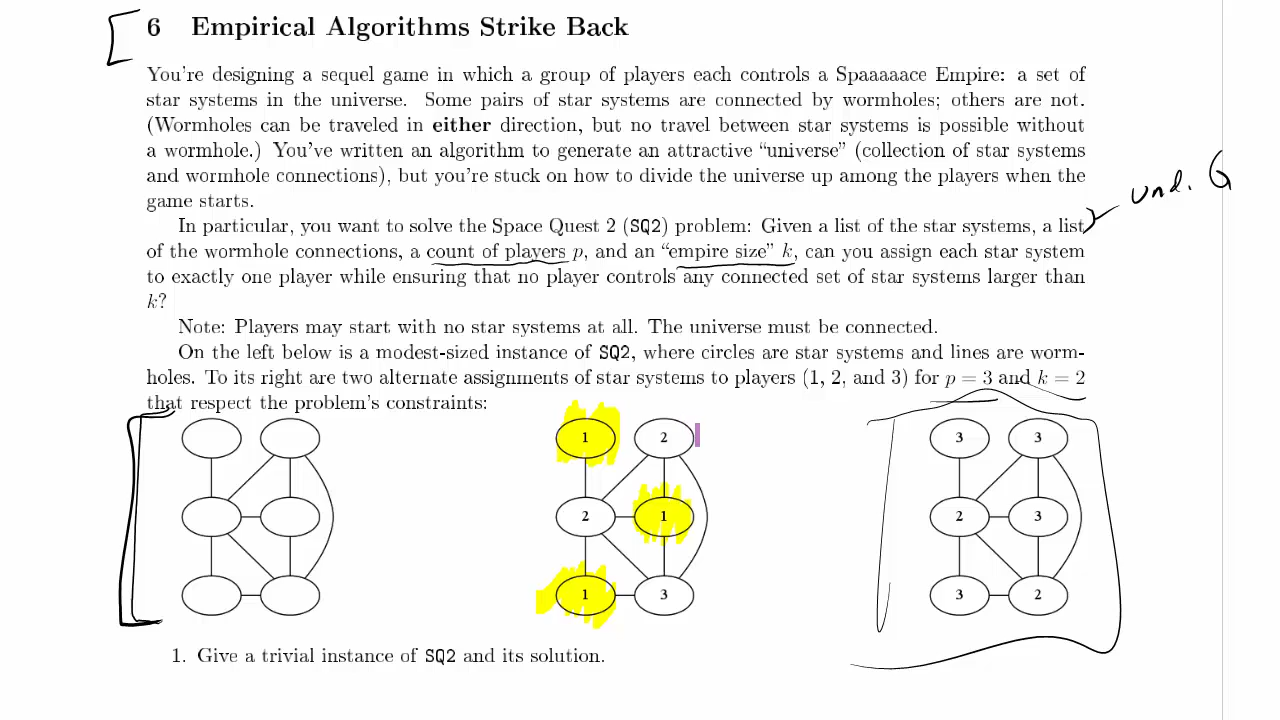 6 Empirical Algorithms Strike Back
You're designing a sequel game in which a group of players each controls a Spaaaaace Empire: a set of
star systems in the universe. Some pairs of star systems are connected by wormholes; others are not.
(Wormholes can be traveled in either direction, but no travel between star systems is possible without
a wormhole.) You've written an algorithm to generate an attractive “universe” (collection of star systems
and wormhole connections), but you're stuck on how to divide the universe up among the players when the
game starts.
und. G
In particular, you want to solve the Space Quest 2 (SQ2) problem: Given a list of the star systems, a list
of the wormhole connections, a count of players p, and an “empire size” k, can you assign each star system
to exactly one player while ensuring that no player controls any connected set of star systems larger than
k?
Note: Players may start with no star systems at all. The universe must be connected.
On the left below is a modest-sized instance of SQ2, where circles are star systems and lines are worm-
holes. To its right are two alternate assignments of star systems to players (1, 2, and 3) for p = 3 and k = 2
that respect the problem's constraints:
1 2
2 1
1 3
3 3
2 3
3 2
1. Give a trivial instance of SQ2 and its solution.